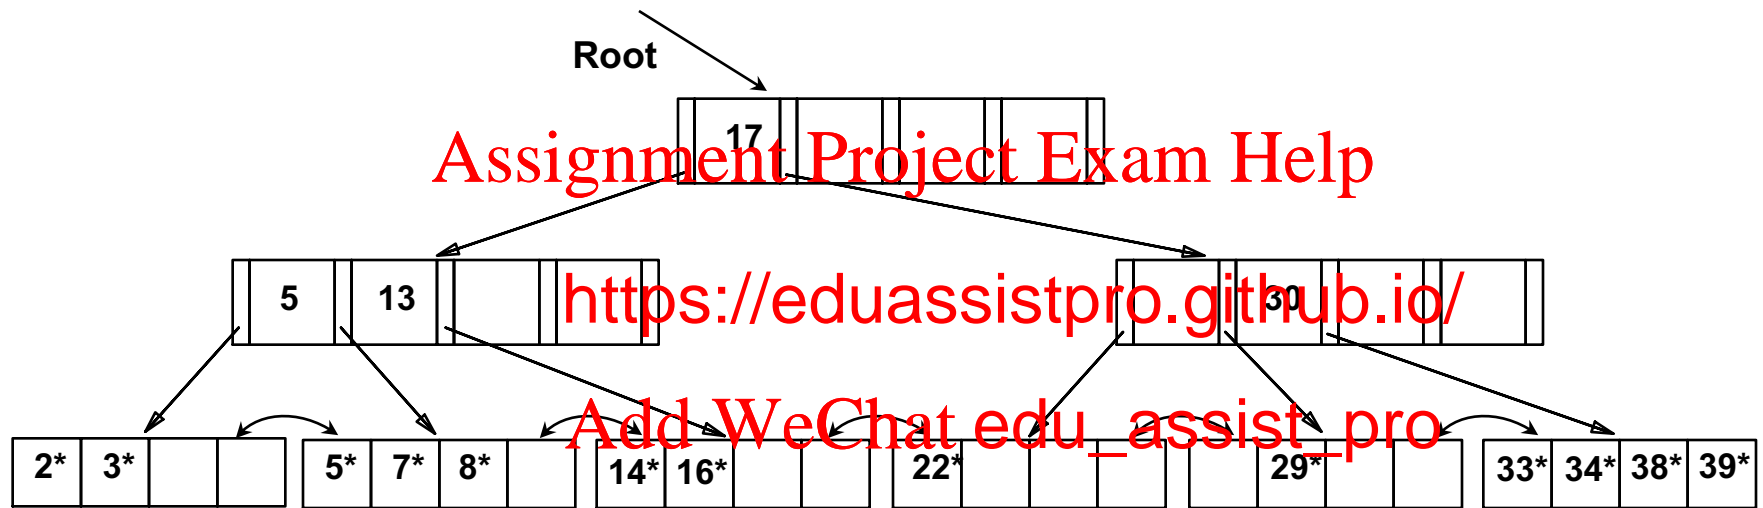 Root
17
Assignment Project Exam Help
5 13 30
https://eduassistpro.github.io/
Add WeChat edu_assist_pro
2* 3* 5* 7* 8* 14* 16* 22* 29* 33* 34* 38* 39*